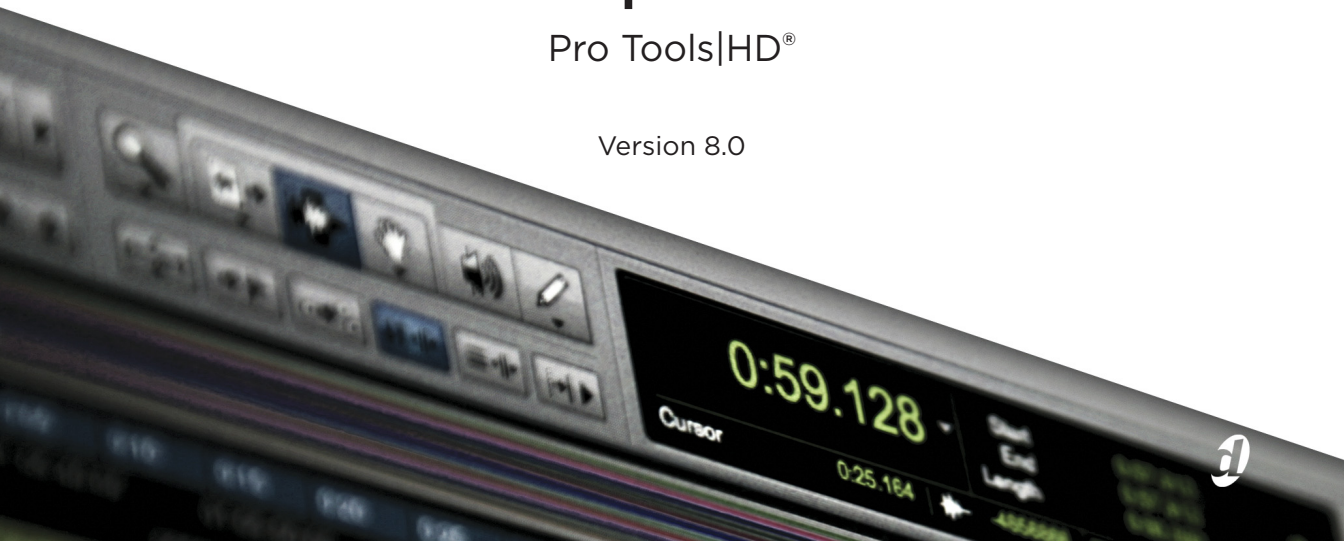 Pro Tools|HD®
Version 8.0
0:59.128
Cursor
0:25.164
Start
End
Length